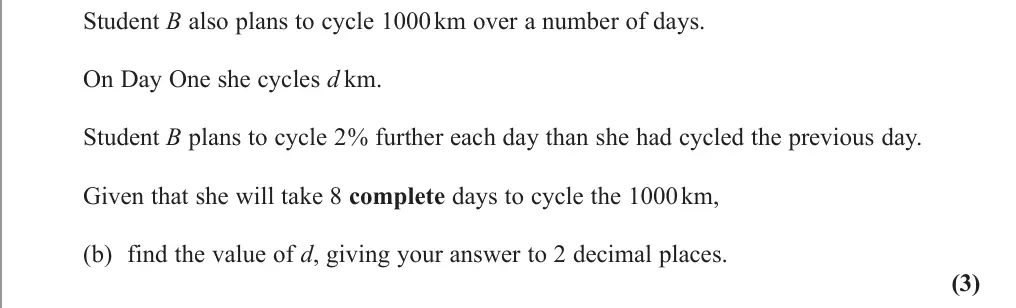 Student B also plans to cycle 1000 km over a number of days.
On Day One she cycles d km.
Student B plans to cycle 2% further each day than she had cycled the previous day.
Given that she will take 8 complete days to cycle the 1000 km,
(b) find the value of d, giving your answer to 2 decimal places.
(3)